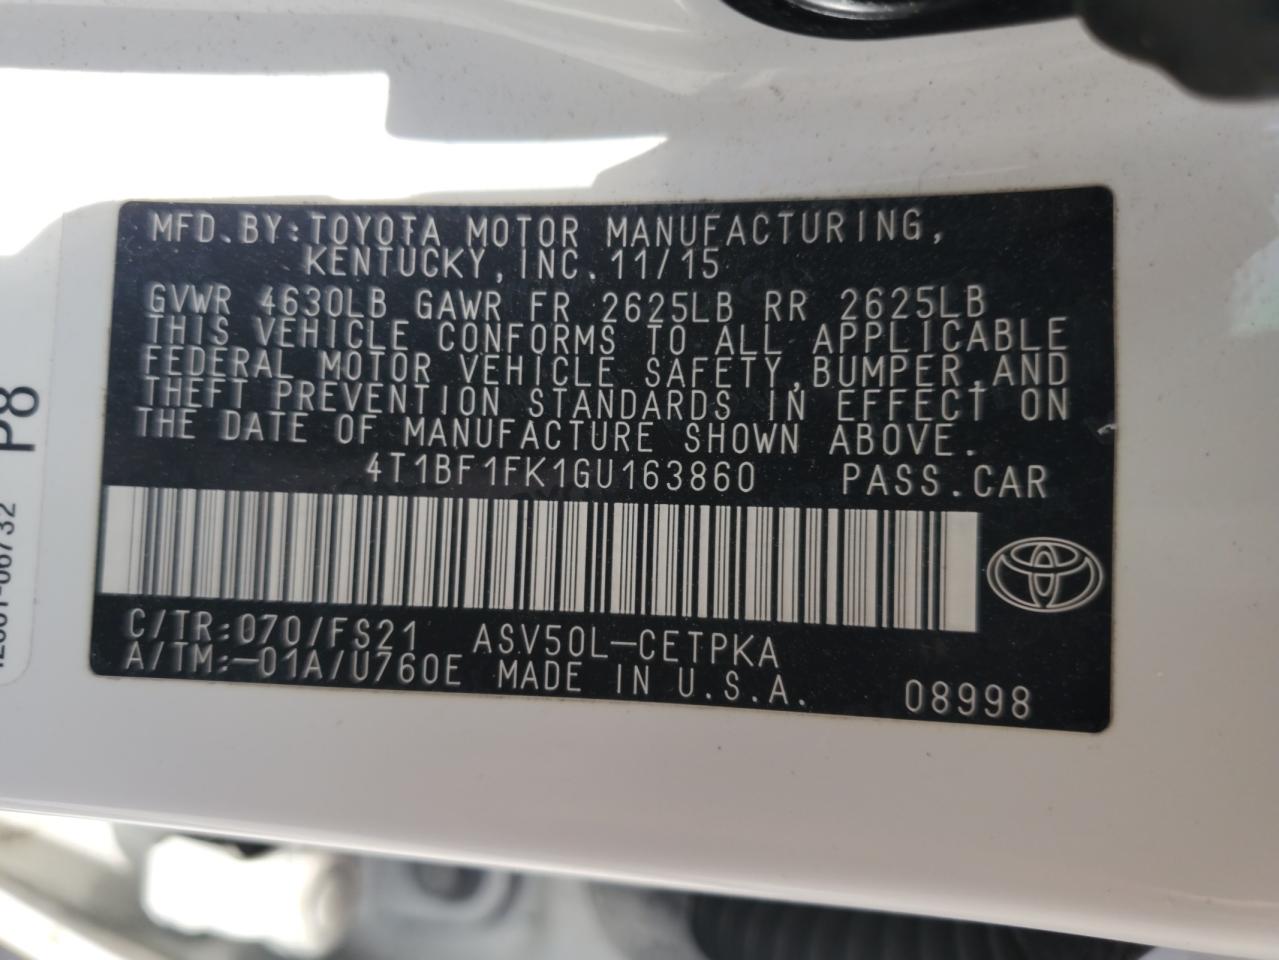 MFD.BY:TOYOTA MOTOR MANUFACTURING,
KENTUCKY,INC.11/15
GVWR 4630LB GAWR FR 2625LB RR 2625LB
THIS VEHICLE CONFORMS TO ALL APPLICABLE
FEDERAL MOTOR VEHICLE SAFETY,BUMPER,AND
THEFT PREVENTION STANDARDS IN EFFECT ON
THE DATE OF MANUFACTURE SHOWN ABOVE.
4T1BF1FK1GU163860 PASS.CAR
C/TR:070/FS21 ASV50L-CETPKA
A/TM:-01A/U760E MADE IN U.S.A. 08998
P8